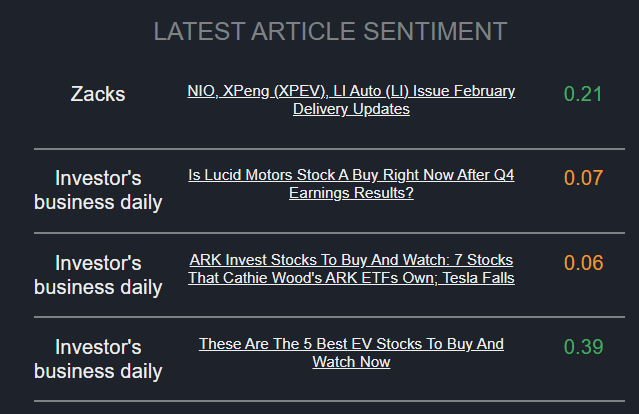 LATEST ARTICLE SENTIMENT
Zacks
NIO, XPeng (XPEV), LI Auto (LI) Issue February
Delivery Updates
0.21
Investor's
business daily
Is Lucid Motors Stock A Buy Right Now After Q4
Earnings Results?
0.07
Investor's
business daily
ARK Invest Stocks To Buy And Watch: 7 Stocks
That Cathie Wood's ARK ETFs Own; Tesla Falls
0.06
Investor's
business daily
These Are The 5 Best EV Stocks To Buy And
Watch Now
0.39